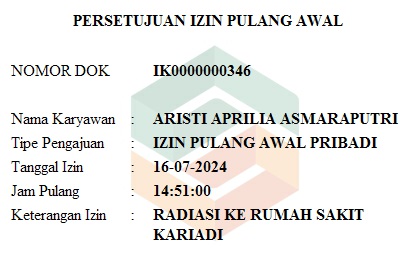 PERSETUJUAN IZIN PULANG AWAL
NOMOR DOK IK0000000346
Nama Karyawan : ARISTI APRILIA ASMARAPUTRI
Tipe Pengajuan : IZIN PULANG AWAL PRIBADI
Tanggal Izin : 16-07-2024
Jam Pulang : 14:51:00
Keterangan Izin : RADIASI KE RUMAH SAKIT
KARIADI